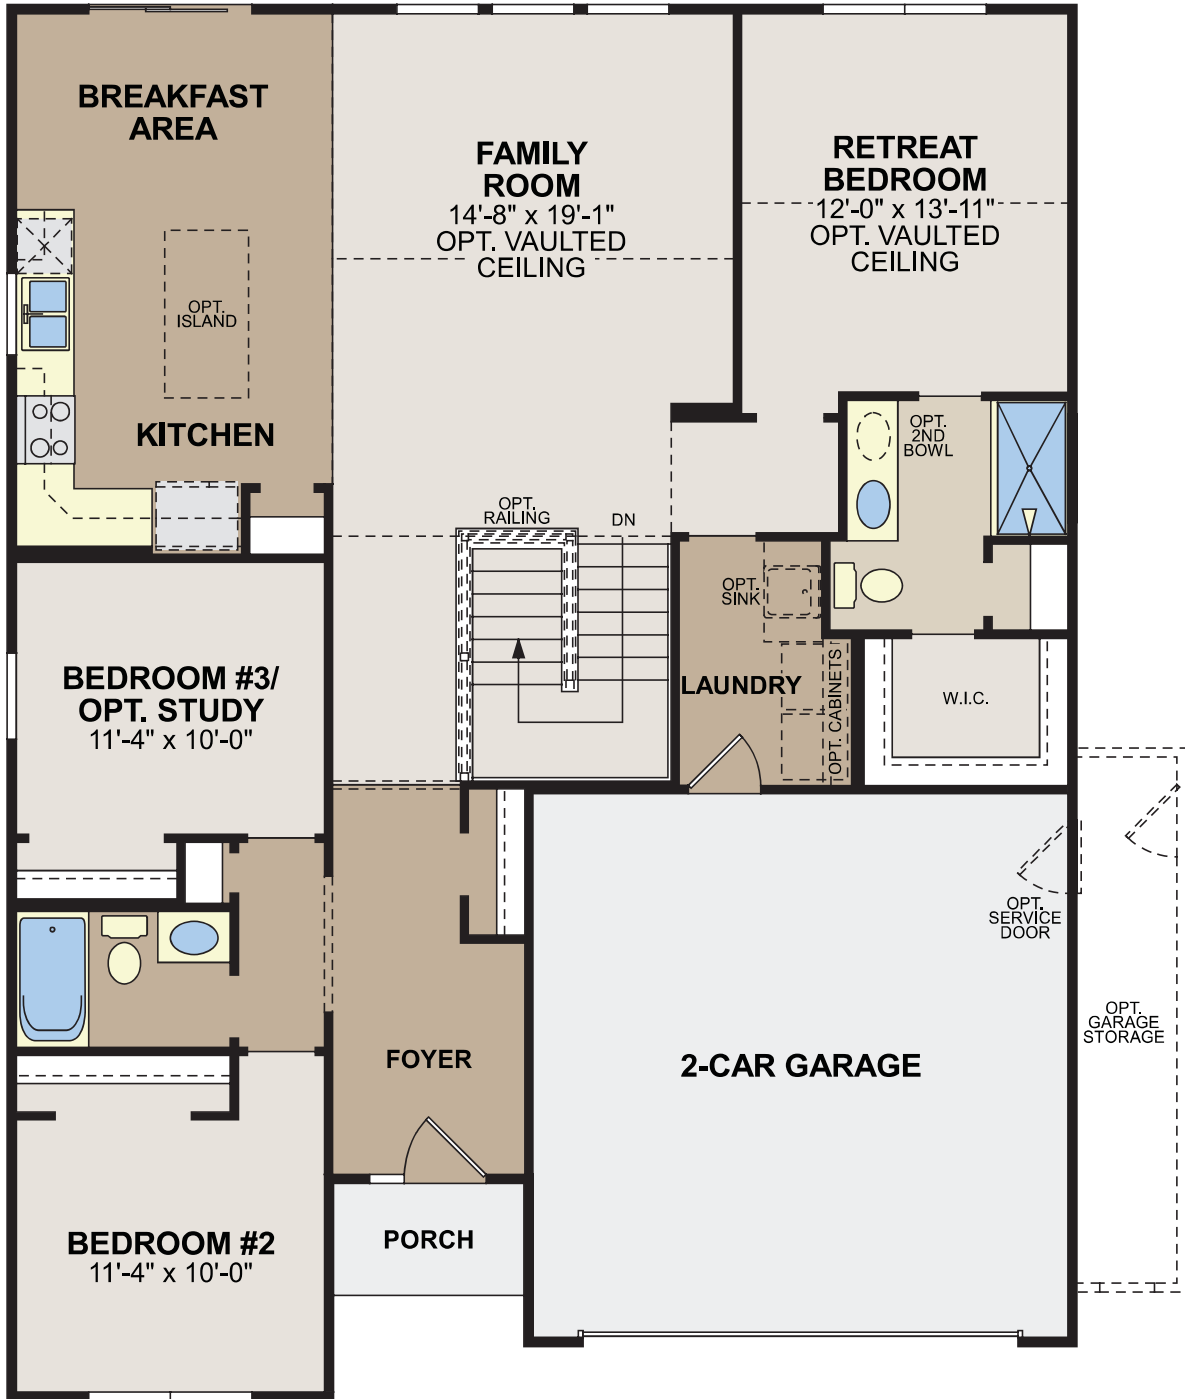 BREAKFAST
AREA
FAMILY
ROOM
14'-8" x 19'-1"
OPT. VAULTED
CEILING
RETREAT
BEDROOM
12'-0" x 13'-11"
OPT. VAULTED
CEILING
OPT.
ISLAND
KITCHEN
OPT.
2ND
BOWL
OPT.
RAILING
DN
OPT.
SINK
BEDROOM #3/
OPT. STUDY
11'-4" x 10'-0"
LAUNDRY
OPT. CABINETS
W.I.C.
OPT.
SERVICE
DOOR
OPT.
GARAGE
STORAGE
FOYER
2-CAR GARAGE
BEDROOM #2
11'-4" x 10'-0"
PORCH